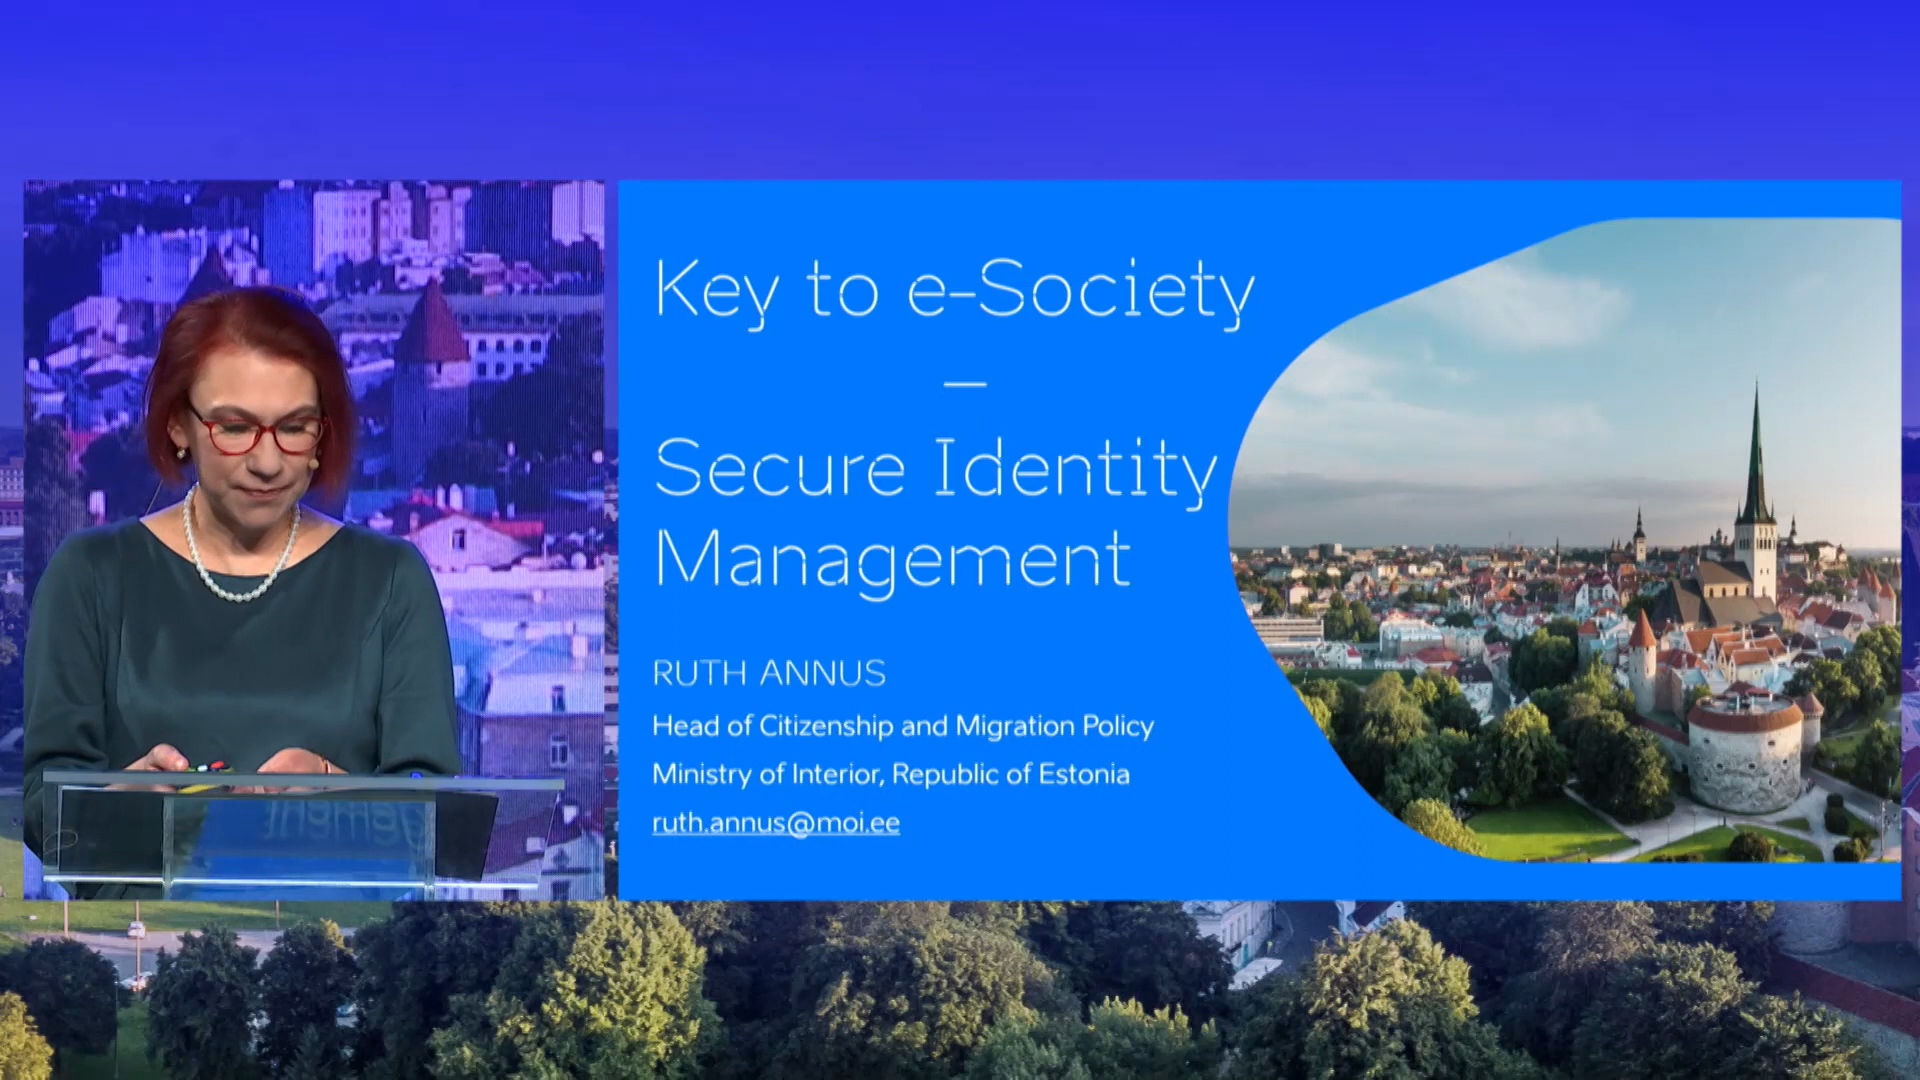 Key to e-Society
–
Secure Identity
Management
RUTH ANNUS
Head of Citizenship and Migration Policy
Ministry of Interior, Republic of Estonia
ruth.annus@moi.ee